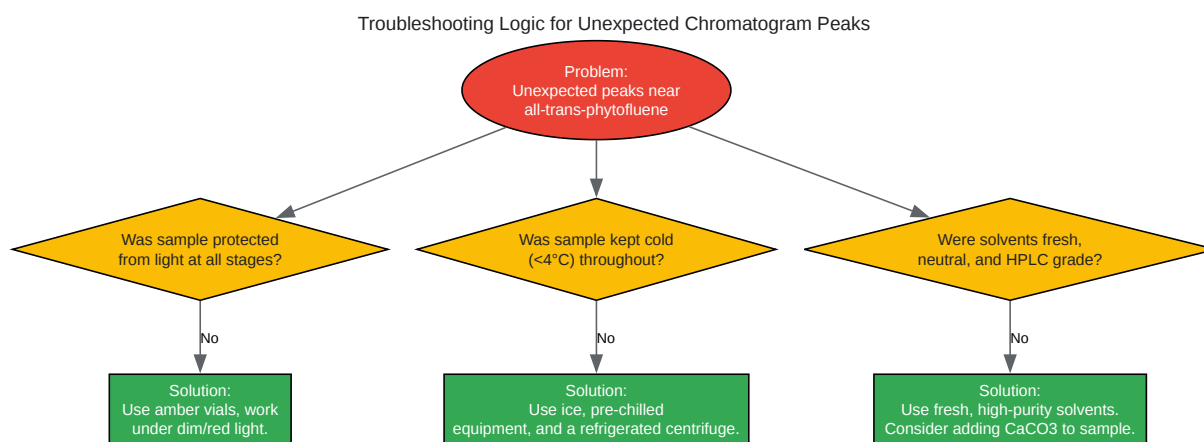 Troubleshooting Logic for Unexpected Chromatogram Peaks
Problem:
Unexpected peaks near
all-trans-phytofluene
Was sample protected
from light at all stages?
Was sample kept cold
(<4°C) throughout?
Were solvents fresh,
neutral, and HPLC grade?
No
No
No
Solution:
Use amber vials, work
under dim/red light.
Solution:
Use ice, pre-chilled
equipment, and a refrigerated centrifuge.
Solution:
Use fresh, high-purity solvents.
Consider adding CaCO3 to sample.